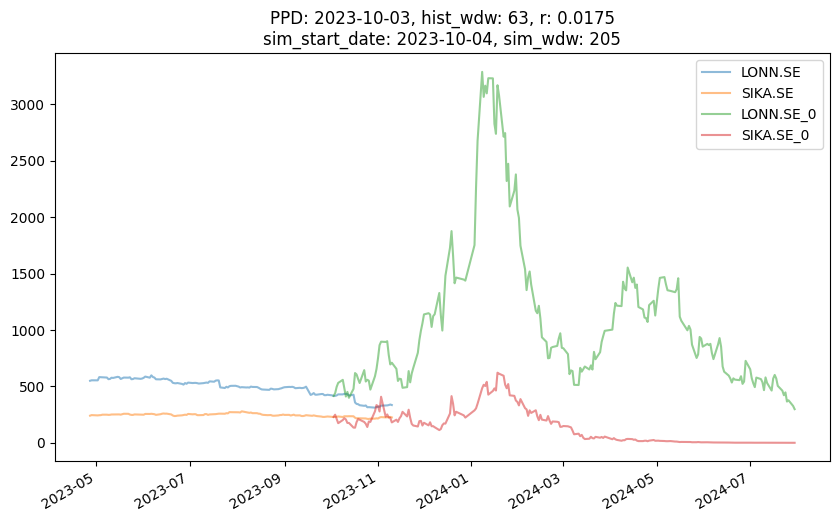 PPD: 2023-10-03, hist_wdw: 63, r: 0.0175
sim_start_date: 2023-10-04, sim_wdw: 205
LONN.SE
SIKA.SE
LONN.SE_0
SIKA.SE_0
3000
2500
2000
1500
1000
500
0
2023-05
2023-07
2023-09
2023-11
2024-01
2024-03
2024-05
2024-07